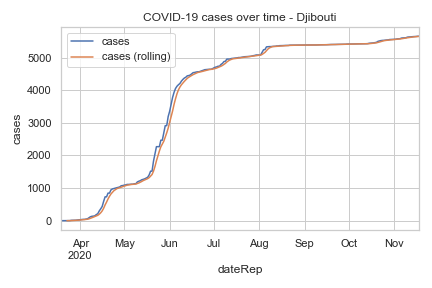 COVID-19 cases over time - Djibouti
cases
cases (rolling)
5000
4000
3000
2000
1000
0
cases
Apr May Jun Jul Aug Sep Oct Nov
2020
dateRep